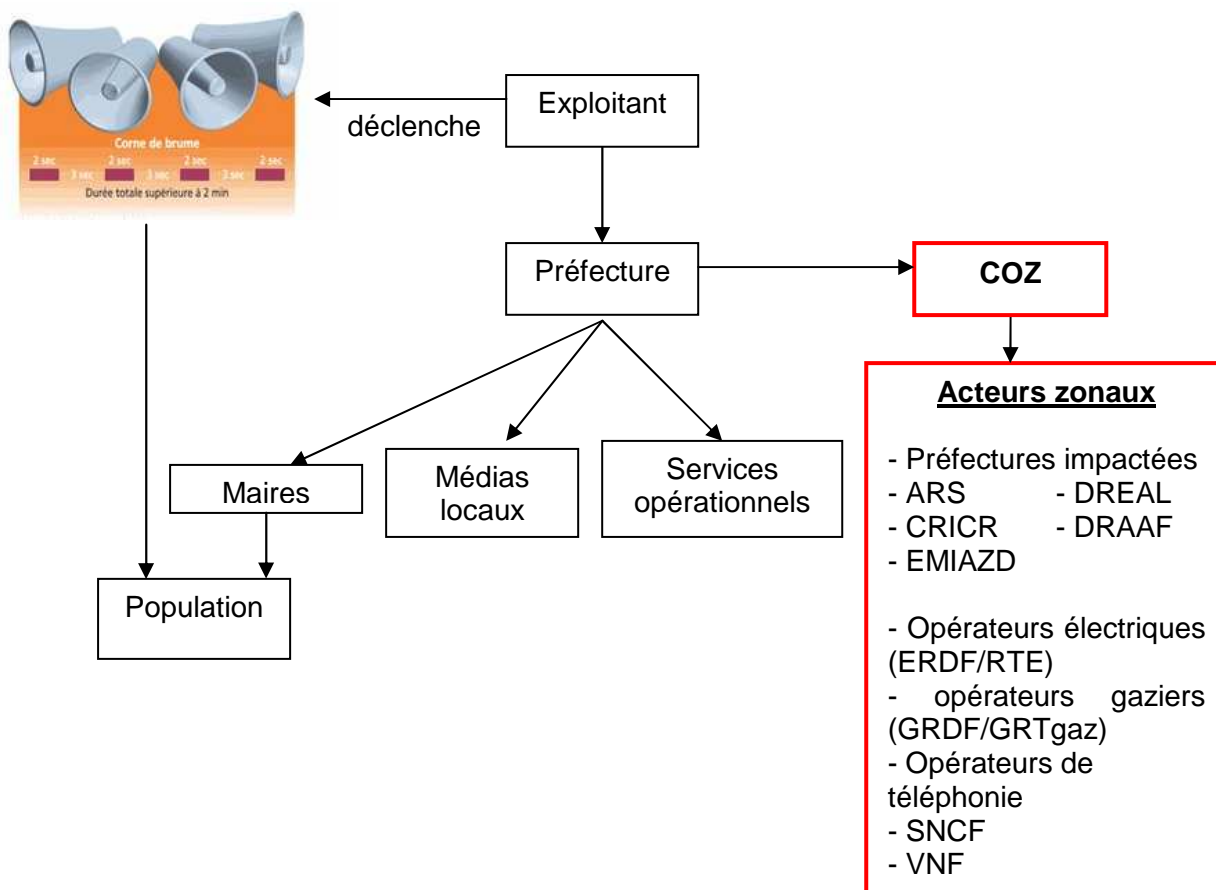 Exploitant
déclenche
Corne de brume
2 sec 2 sec 2 sec 2 sec
3 sec 3 sec 3 sec
Durée totale supérieure à 2 min
Préfecture
COZ
Acteurs zonaux
- Préfectures impactées
- ARS - DREAL
- CRICR - DRAAF
- EMIAZD
- Opérateurs électriques
(ERDF/RTE)
- opérateurs gaziers
(GRDF/GRTgaz)
- Opérateurs de
téléphonie
- SNCF
- VNF
Maires
Médias
locaux
Services
opérationnels
Population